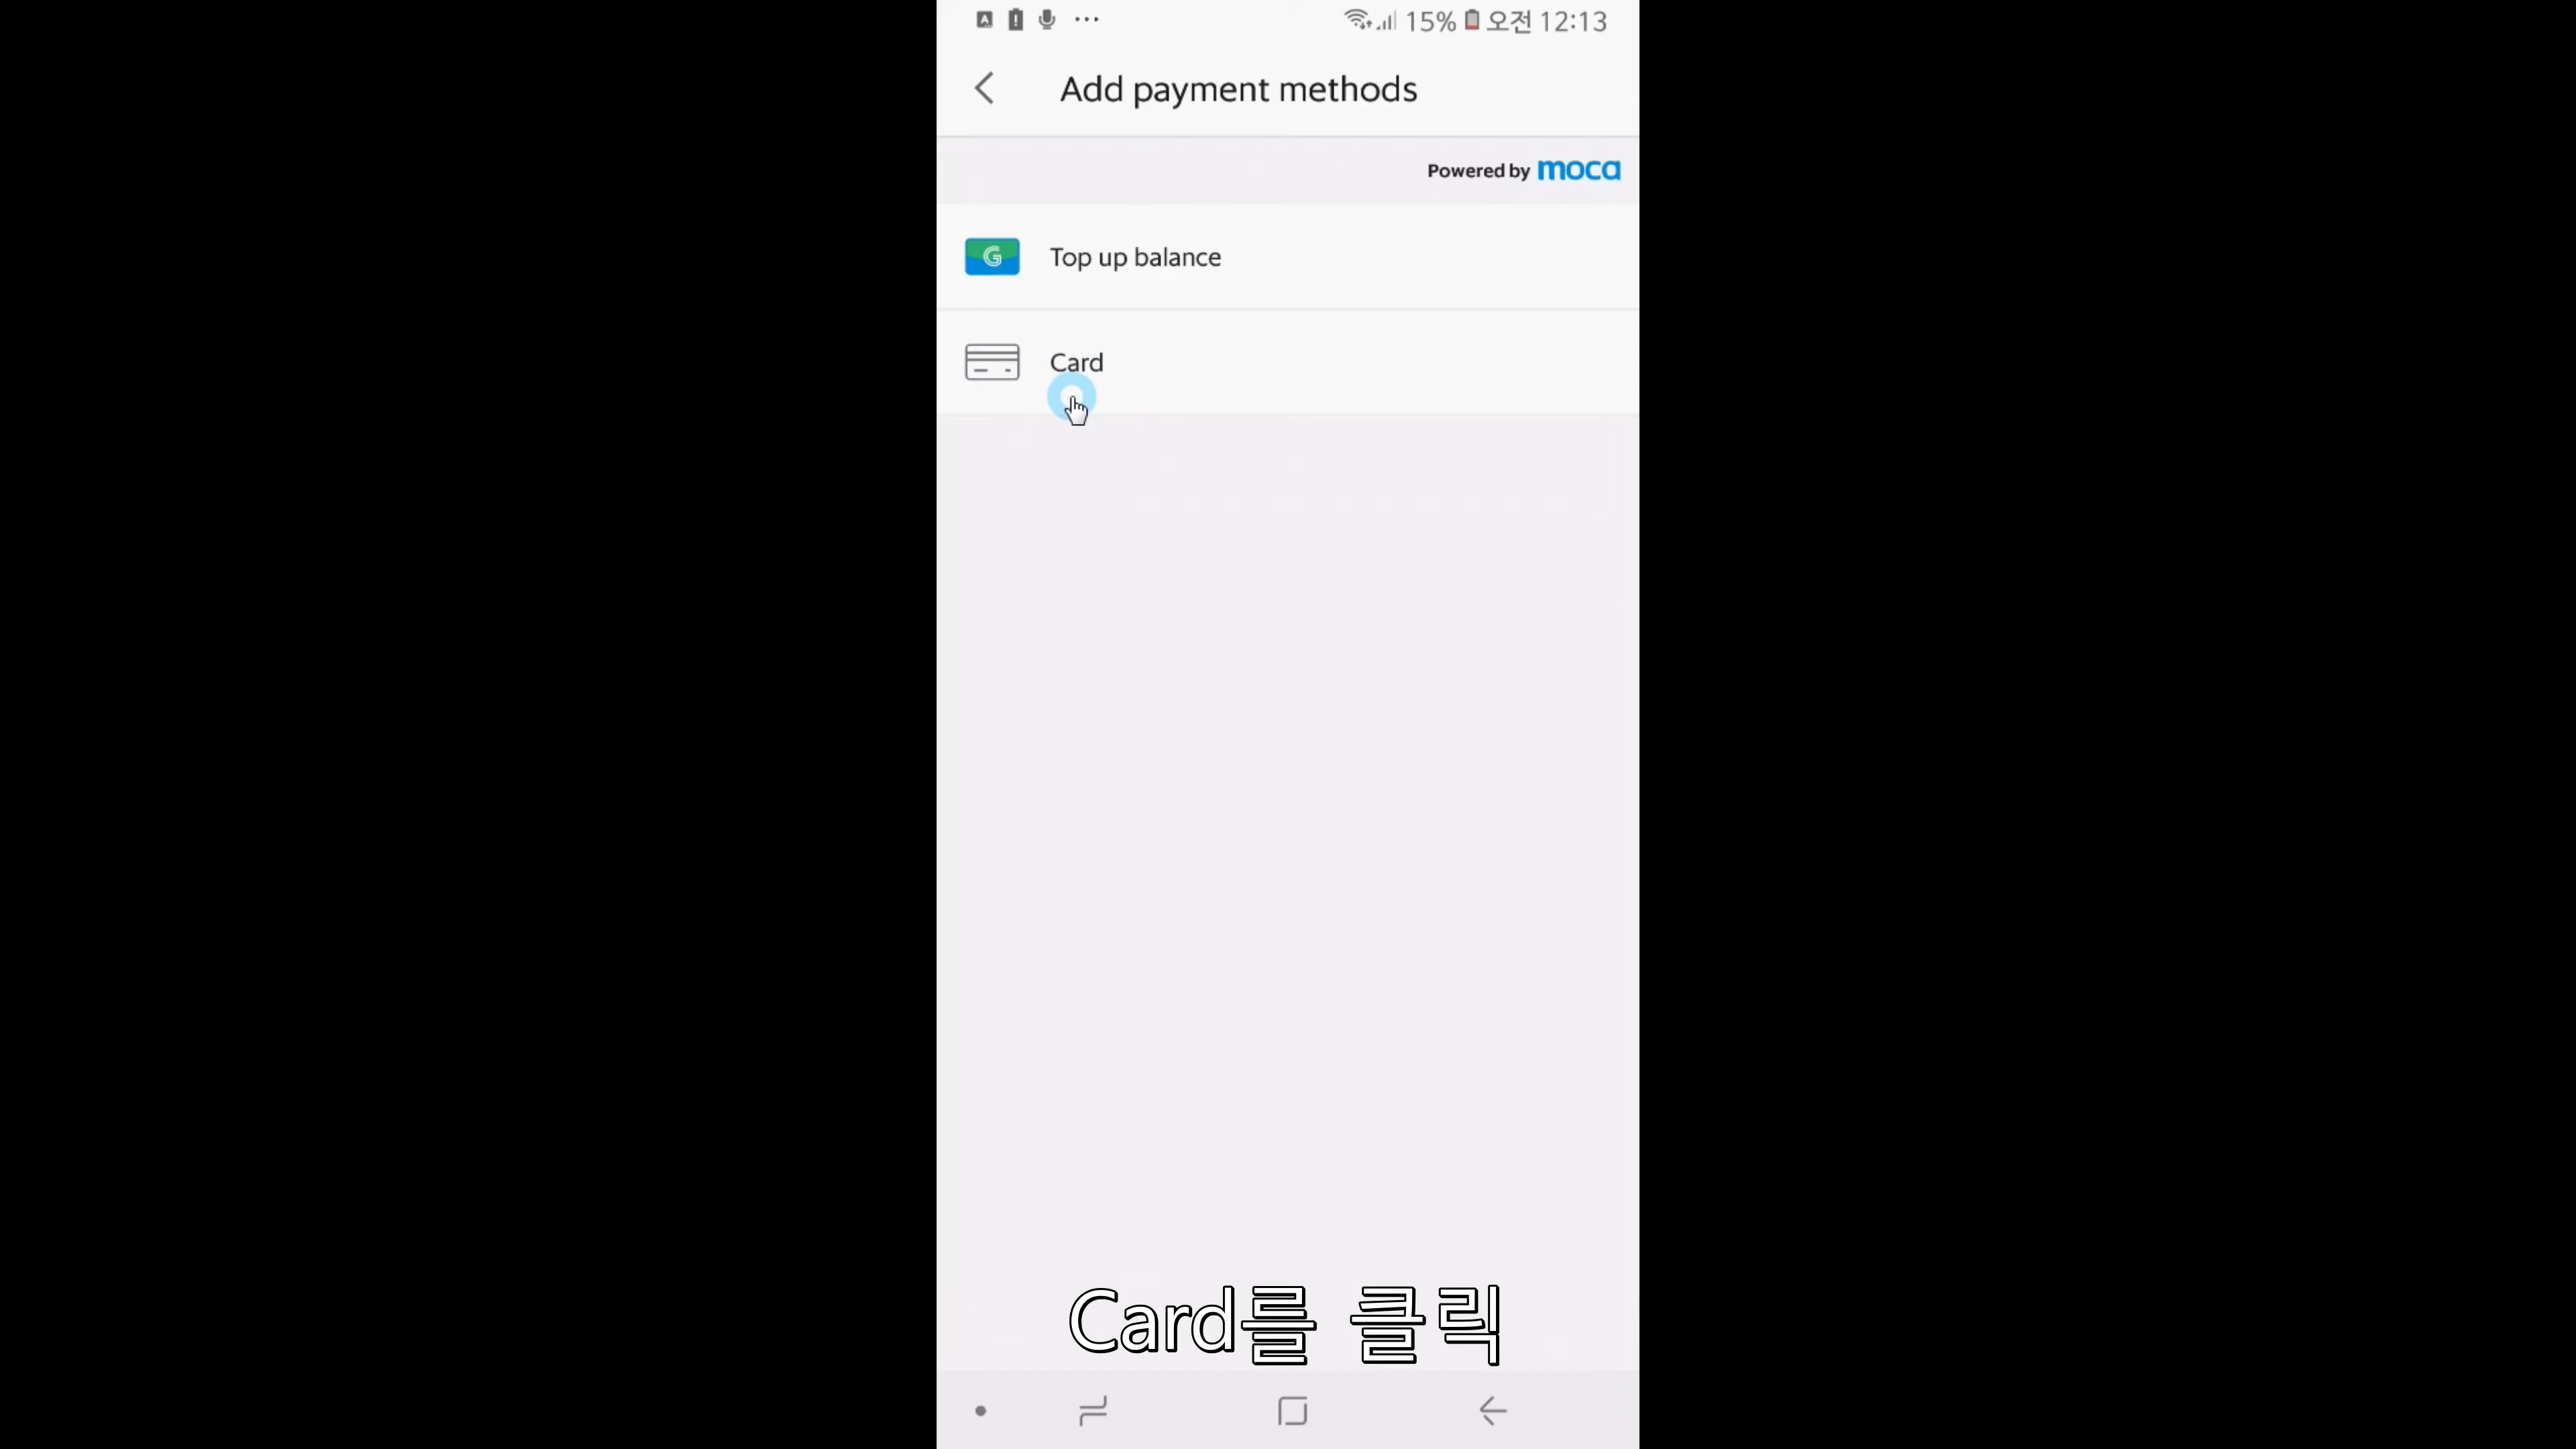 15% 오전 12:13
Add payment methods
Powered by moca
G Top up balance
Card
Card를 클릭